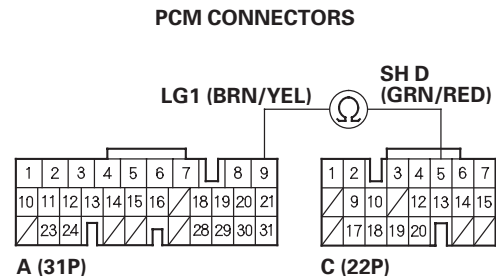 PCM CONNECTORS
SH D
LG1 (BRN/YEL)
(GRN/RED)
Ω
1 2 3 4 5 6 7 8 9
10 11 12 13 14 15 16 18 19 20 21
23 24 28 29 30 31
A (31P)
1 2 3 4 5 6 7
9 10 12 13 14 15
17 18 19 20
C (22P)